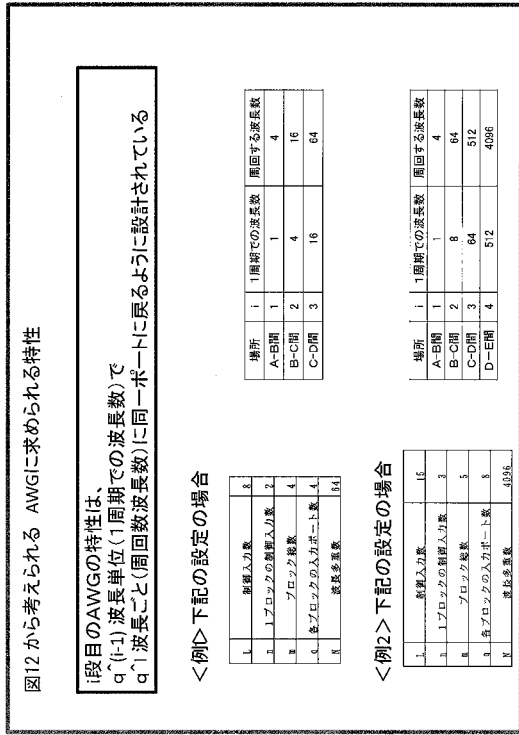 図12から考えられる AWGに求められる特性
i段目のAWGの特性は、
q^(i-1)波長単位(1周期での波長数)で
q^i波長ごと(周回数波長数)に同一ポートに戻るように設計されている
<例1>下記の設定の場合
L 制御入力数 8
n 1ブロックの制御入力数 2
m ブロック総数 4
q 各ブロックの入力ポート数 4
N 波長多重数 64
場所 i 1周期での波長数 周回する波長数
A-B間 1 1 4
B-C間 2 4 16
C-D間 3 16 64
<例2>下記の設定の場合
L 制御入力数 15
n 1ブロックの制御入力数 3
m ブロック総数 5
q 各ブロックの入力ポート数 8
N 波長多重数 4096
場所 i 1周期での波長数 周回する波長数
A-B間 1 1 4
B-C間 2 8 64
C-D間 3 64 512
D-E間 4 512 4096